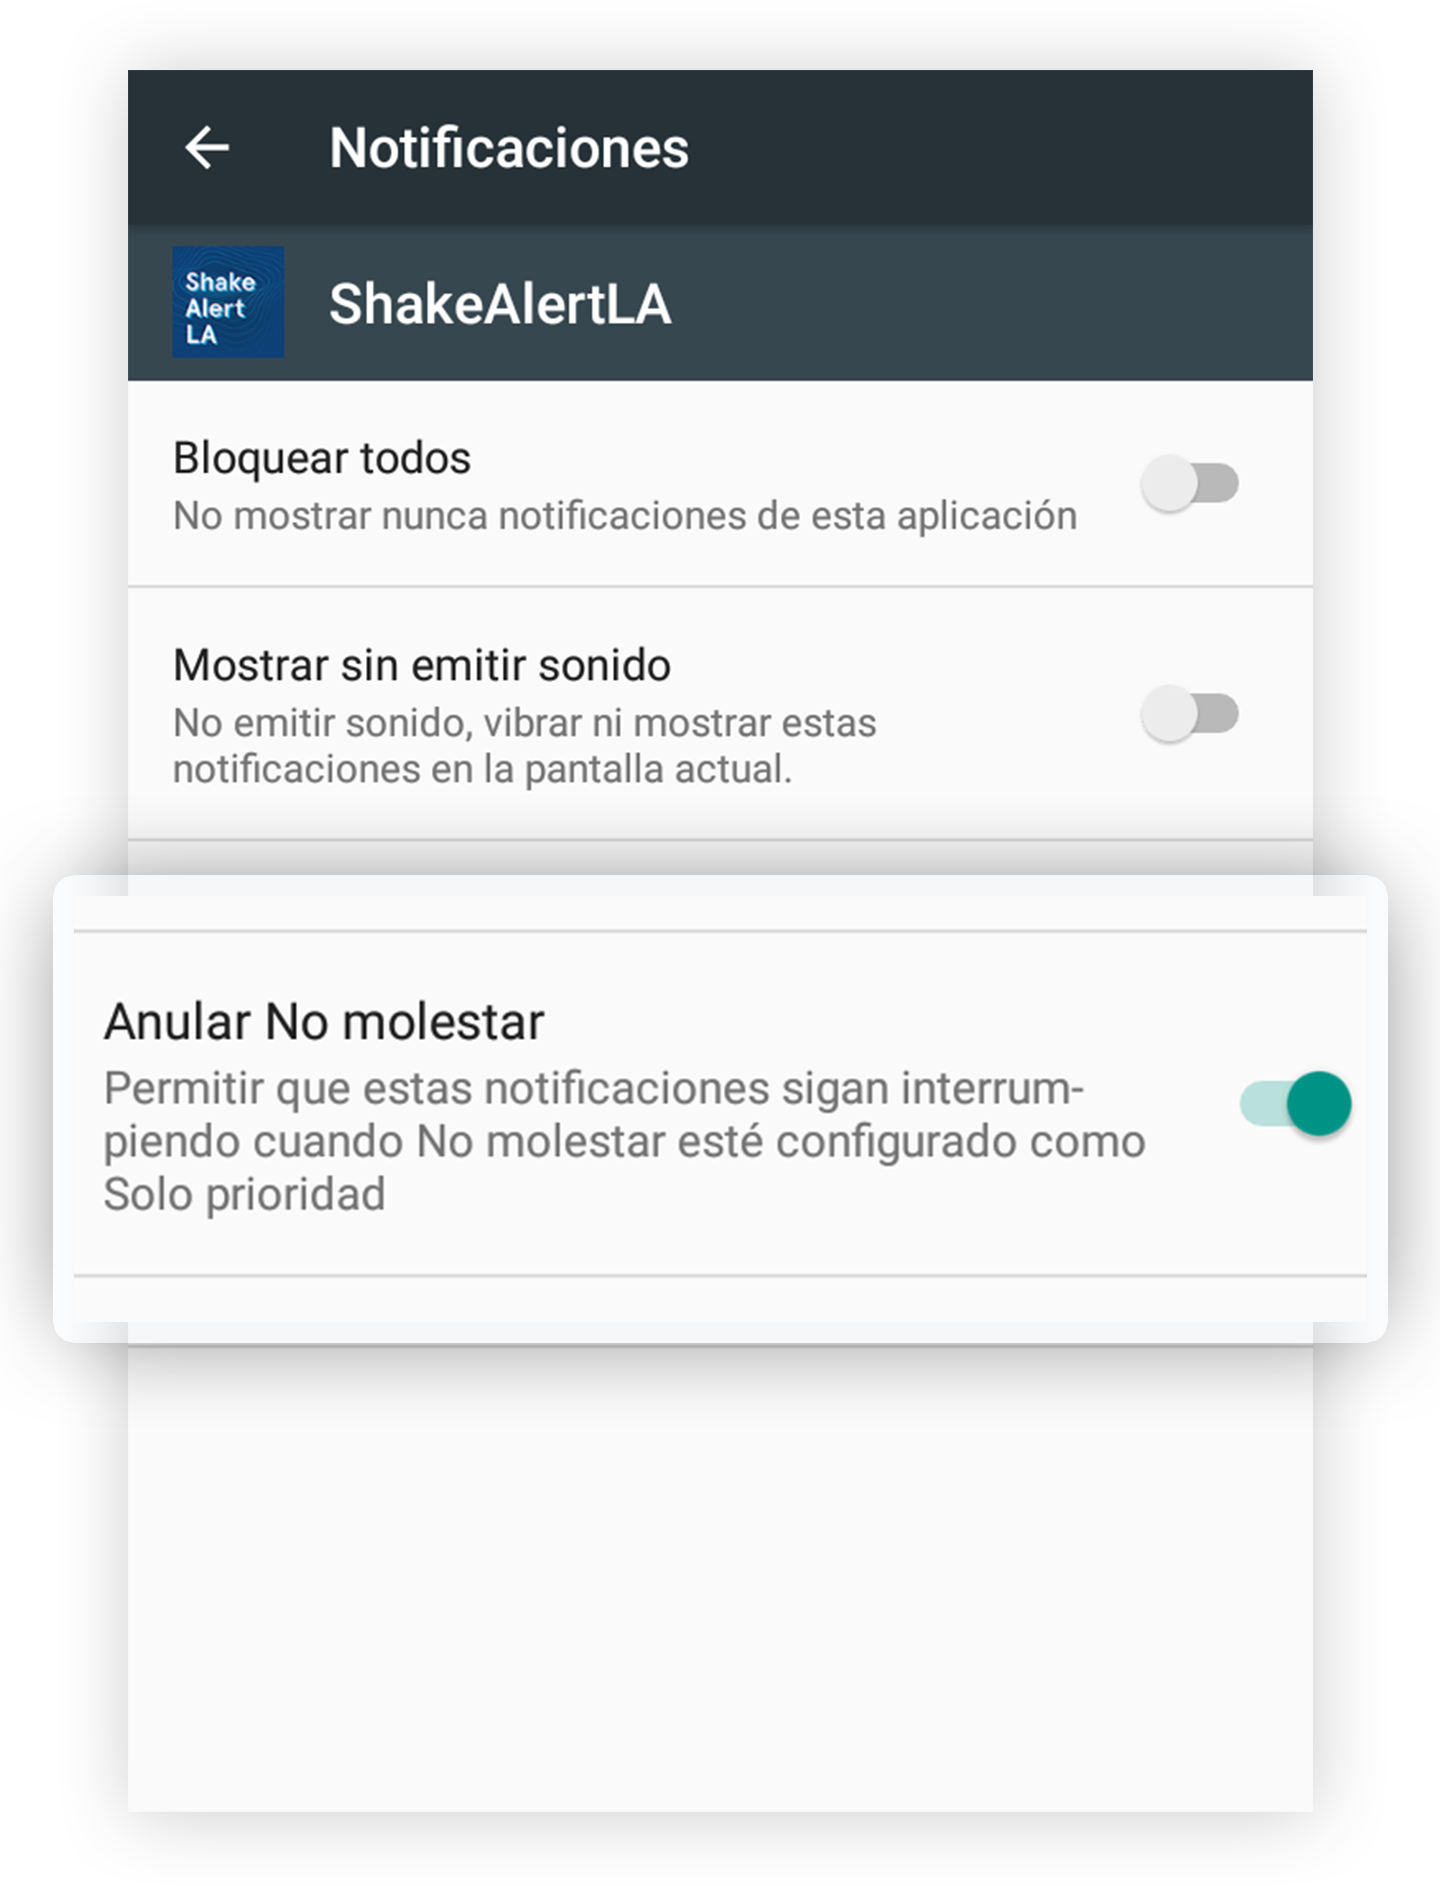 Notificaciones
Shake
Alert
LA
ShakeAlertLA
Bloquear todos
No mostrar nunca notificaciones de esta aplicación
Mostrar sin emitir sonido
No emitir sonido, vibrar ni mostrar estas
notificaciones en la pantalla actual.
Anular No molestar
Permitir que estas notificaciones sigan interrum-
piendo cuando No molestar esté configurado como
Solo prioridad